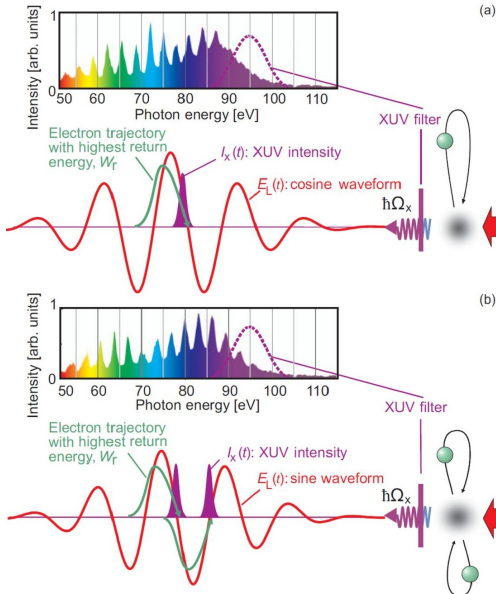 (a)
Intensity [arb. units]
1
0
50 60 70 80 90 100 110
Photon energy [eV]
XUV filter
Electron trajectory
with highest return
energy, Wr
Ix(t): XUV intensity
EL(t): cosine waveform
ħΩx
(b)
Intensity [arb. units]
1
0
50 60 70 80 90 100 110
Photon energy [eV]
XUV filter
Electron trajectory
with highest return
energy, Wr
Ix(t): XUV intensity
EL(t): sine waveform
ħΩx